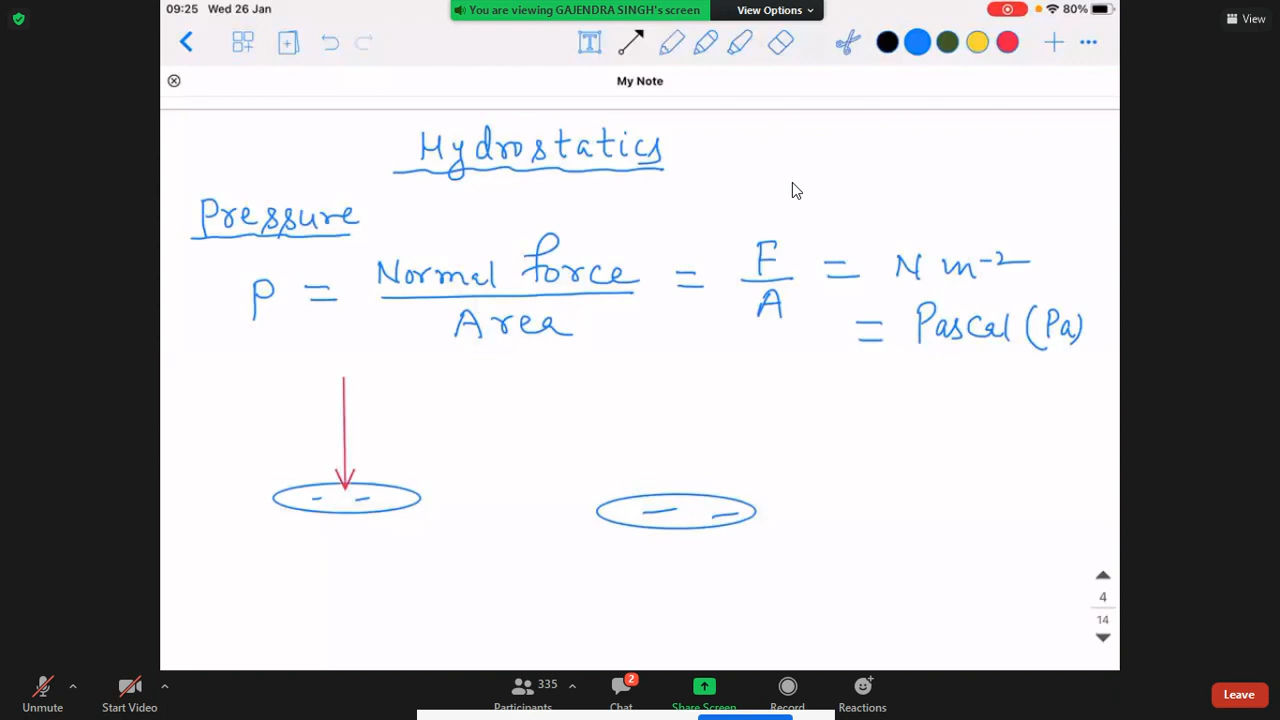 09:25 Wed 26 Jan
You are viewing GAJENDRA SINGH's screen
View Options
80%
View
My Note
Hydrostatics
Pressure
P = Normal force / Area = F / A = N m⁻²
= Pascal (Pa)
4
14
335
2
Unmute
Start Video
Participants
Chat
Share Screen
Record
Reactions
Leave